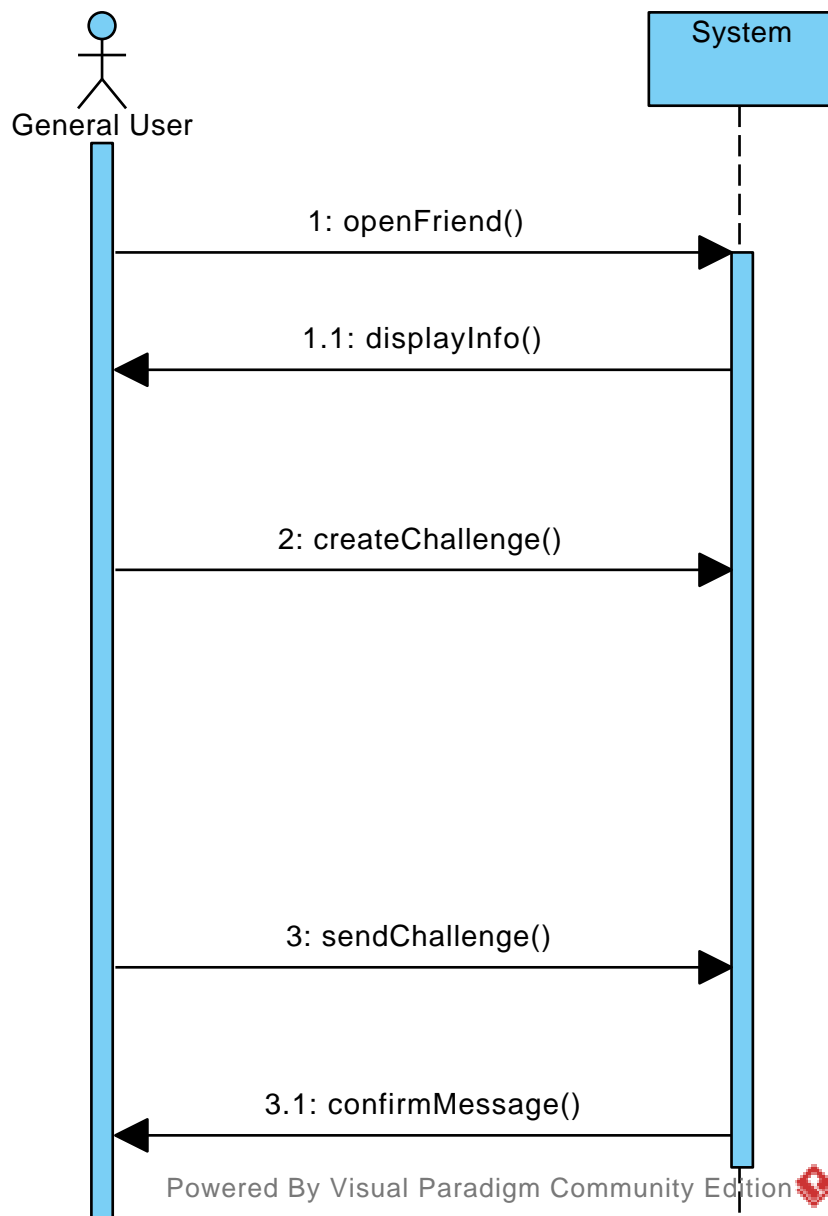 System
General User
1: openFriend()
1.1: displayInfo()
2: createChallenge()
3: sendChallenge()
3.1: confirmMessage()
Powered By Visual Paradigm Community Edition